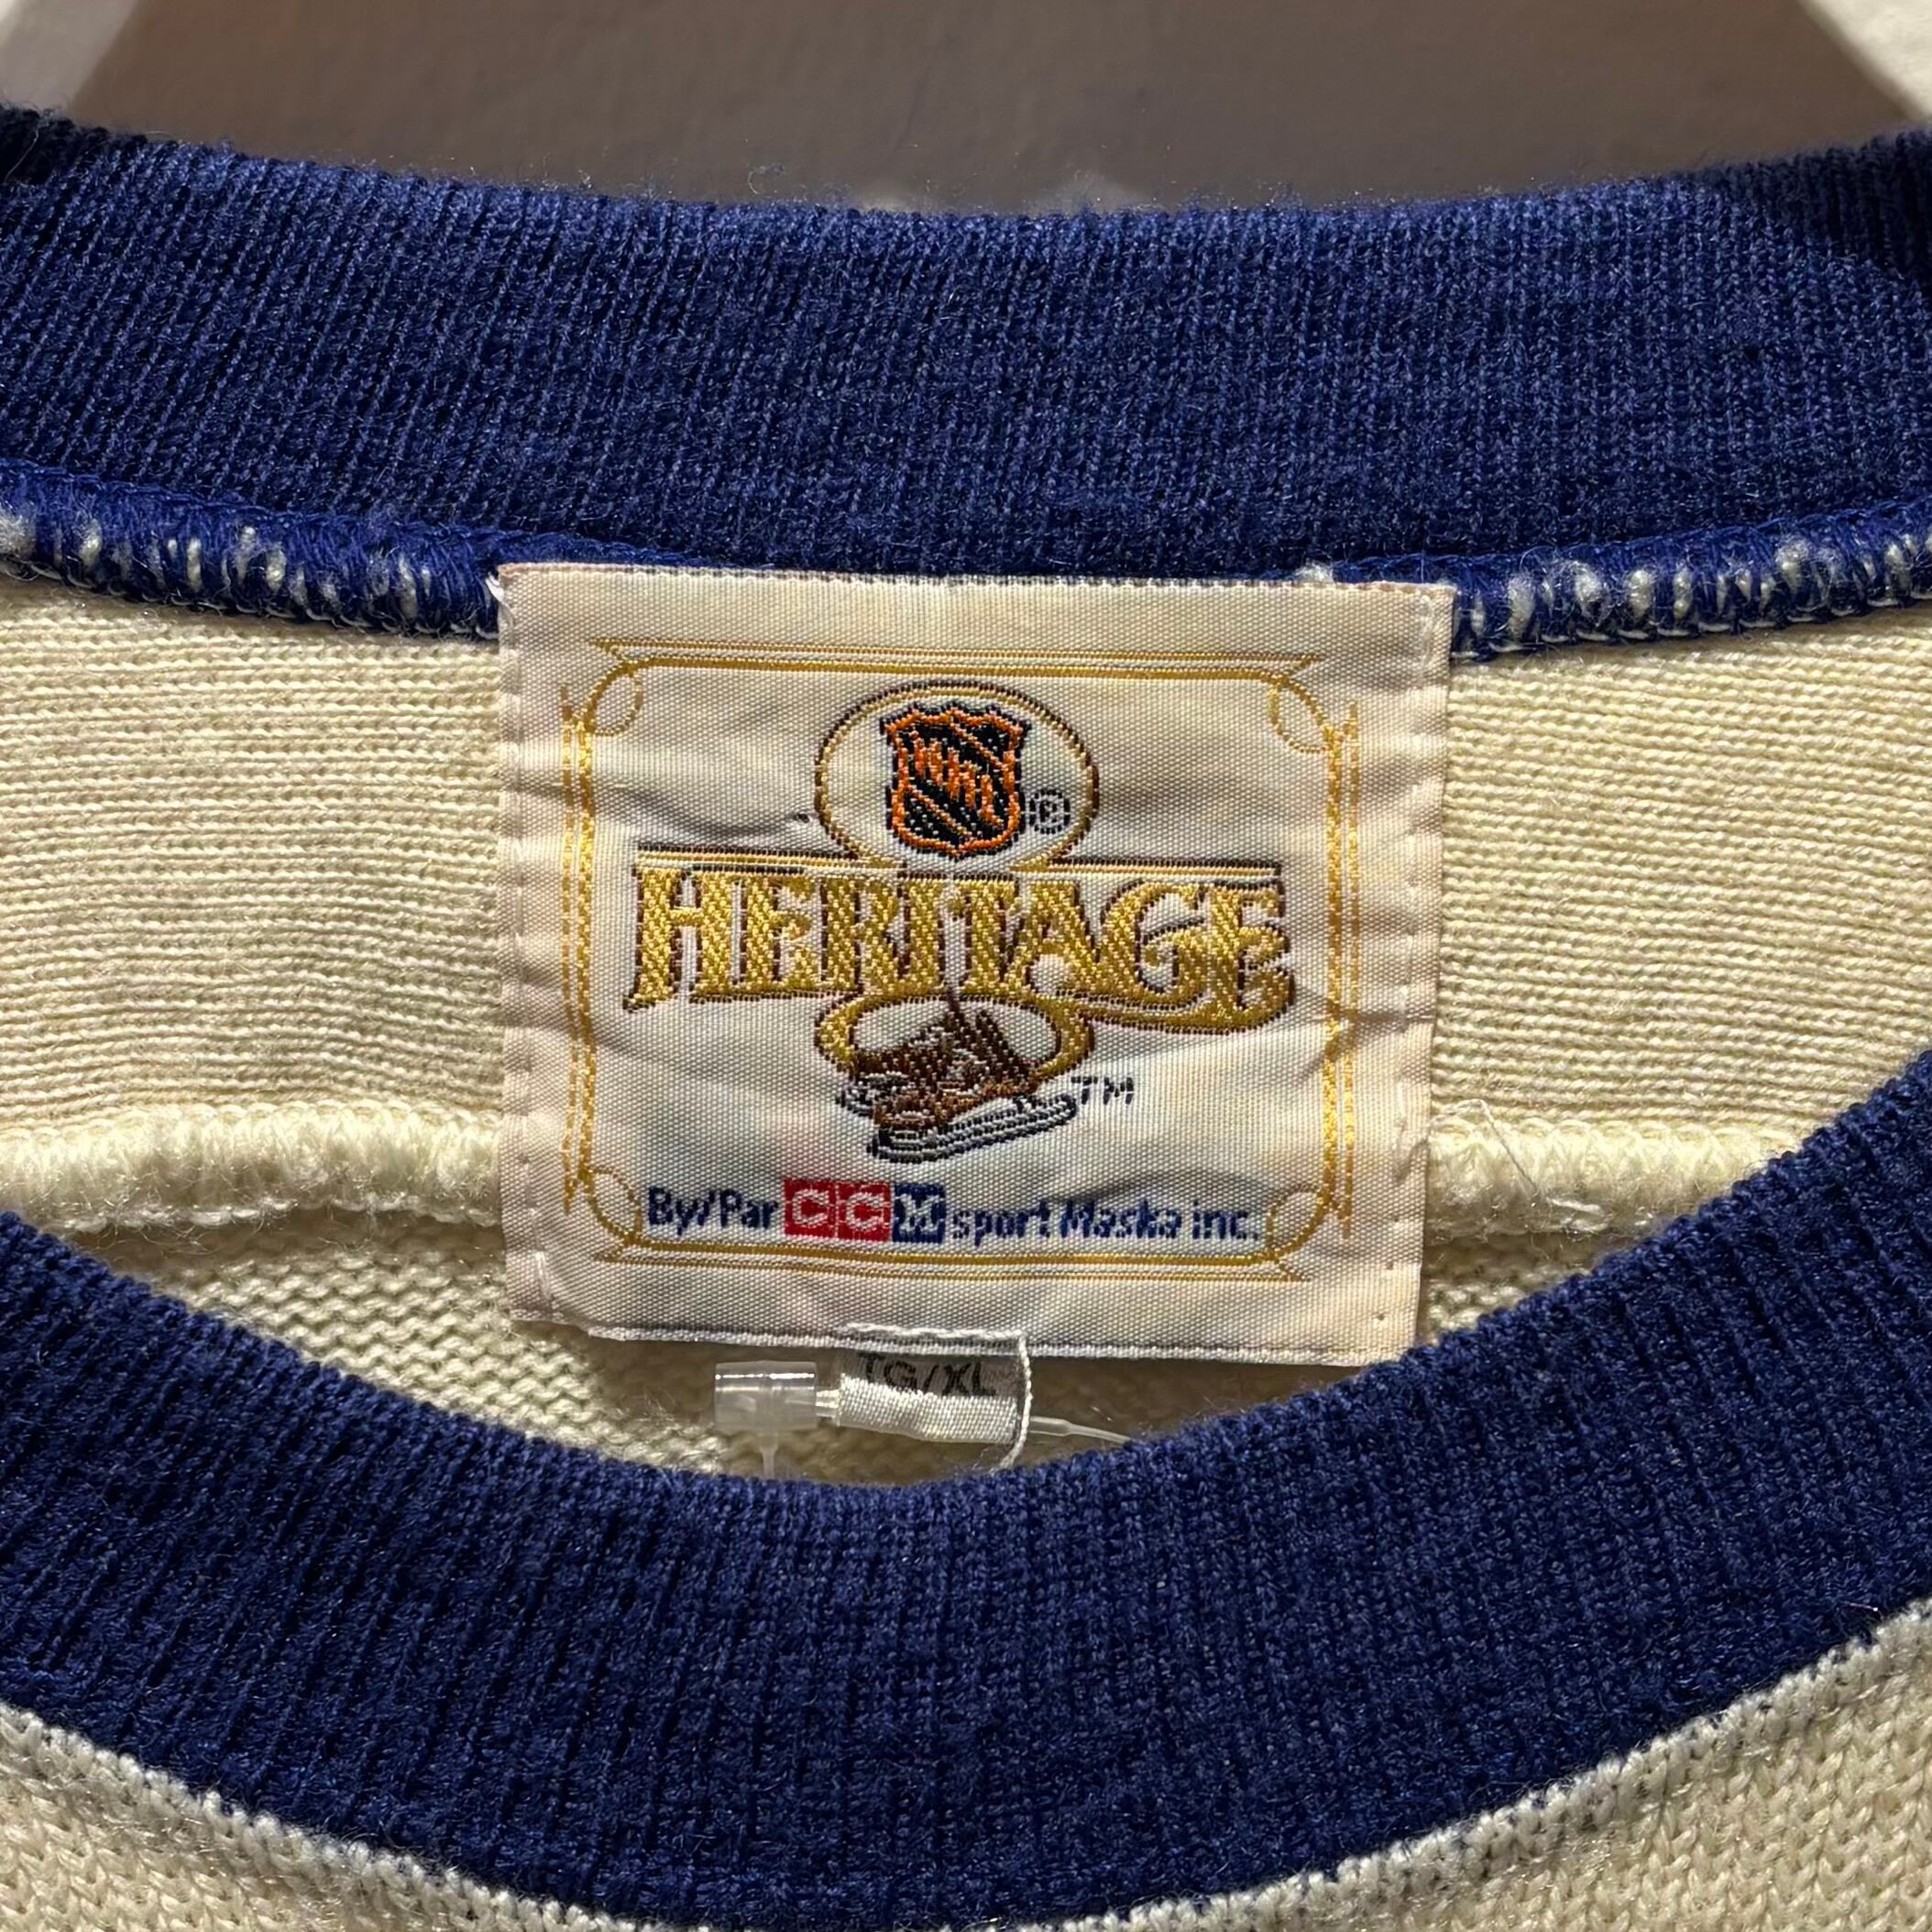 NHL
®
HERITAGE
TM
By/Par CCM sport Maska inc.
TG/XL